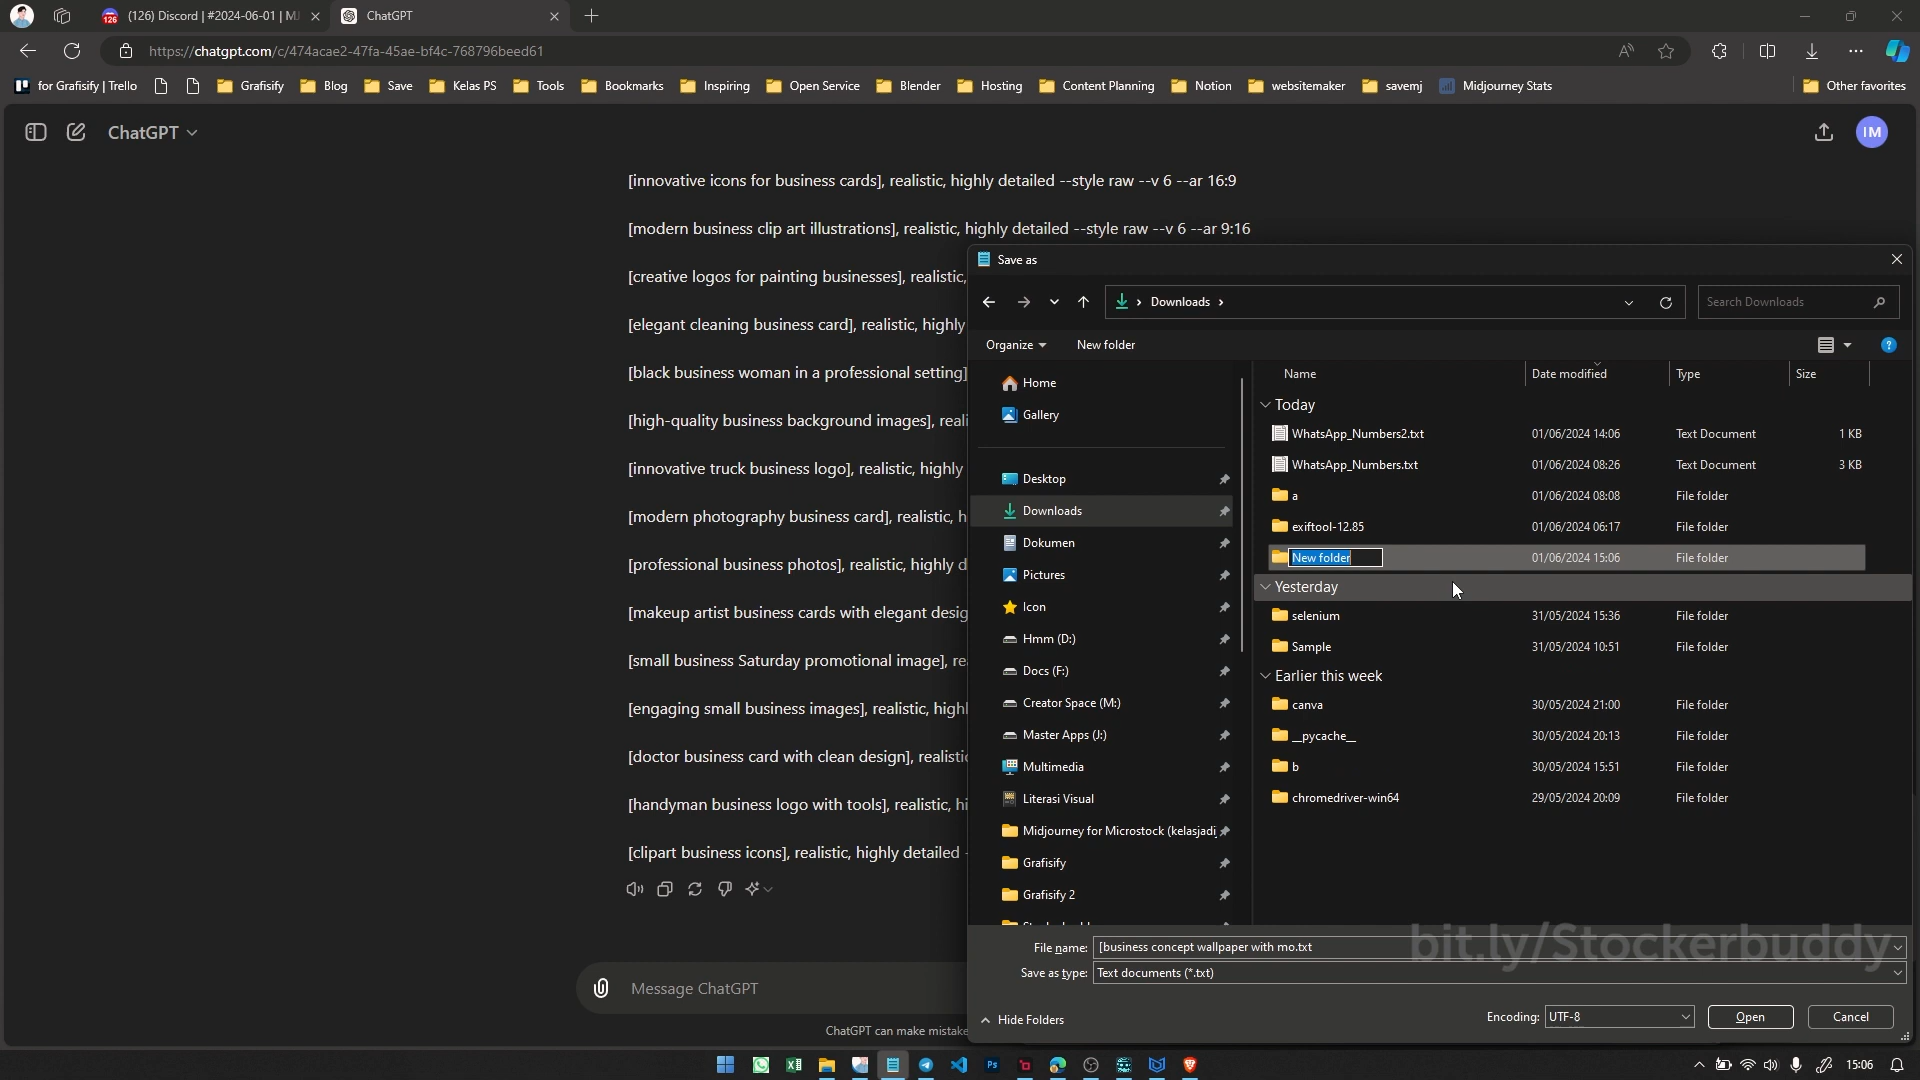 (126) Discord | #2024-06-01 | MJ
ChatGPT
https://chatgpt.com/c/474acae2-47fa-45ae-bf4c-768796beed61
for Grafisify | Trello
Grafisify
Blog
Save
Kelas PS
Tools
Bookmarks
Inspiring
Open Service
Blender
Hosting
Content Planning
Notion
websitemaker
savemj
Midjourney Stats
Other favorites
ChatGPT
IM
[innovative icons for business cards], realistic, highly detailed --style raw --v 6 --ar 16:9
[modern business clip art illustrations], realistic, highly detailed --style raw --v 6 --ar 9:16
[creative logos for painting businesses], realistic,
[elegant cleaning business card], realistic, highly
[black business woman in a professional setting]
[high-quality business background images], reali
[innovative truck business logo], realistic, highly
[modern photography business card], realistic, h
[professional business photos], realistic, highly d
[makeup artist business cards with elegant desig
[small business Saturday promotional image], re
[engaging small business images], realistic, highl
[doctor business card with clean design], realistic
[handyman business logo with tools], realistic, hi
[clipart business icons], realistic, highly detailed -
Message ChatGPT
ChatGPT can make mistake
Save as
Downloads
Search Downloads
Organize
New folder
Home
Gallery
Desktop
Downloads
Dokumen
Pictures
Icon
Hmm (D:)
Docs (F:)
Creator Space (M:)
Master Apps (J:)
Multimedia
Literasi Visual
Midjourney for Microstock (kelasjadi
Grafisify
Grafisify 2
Name Date modified Type Size
Today
WhatsApp_Numbers2.txt 01/06/2024 14:06 Text Document 1 KB
WhatsApp_Numbers.txt 01/06/2024 08:26 Text Document 3 KB
a 01/06/2024 08:08 File folder
exiftool-12.85 01/06/2024 06:17 File folder
New folder 01/06/2024 15:06 File folder
Yesterday
selenium 31/05/2024 15:36 File folder
Sample 31/05/2024 10:51 File folder
Earlier this week
canva 30/05/2024 21:00 File folder
__pycache__ 30/05/2024 20:13 File folder
b 30/05/2024 15:51 File folder
chromedriver-win64 29/05/2024 20:09 File folder
File name: [business concept wallpaper with mo.txt
Save as type: Text documents (*.txt)
bit.ly/Stockerbuddy
Hide Folders
Encoding: UTF-8
Open
Cancel
15:06